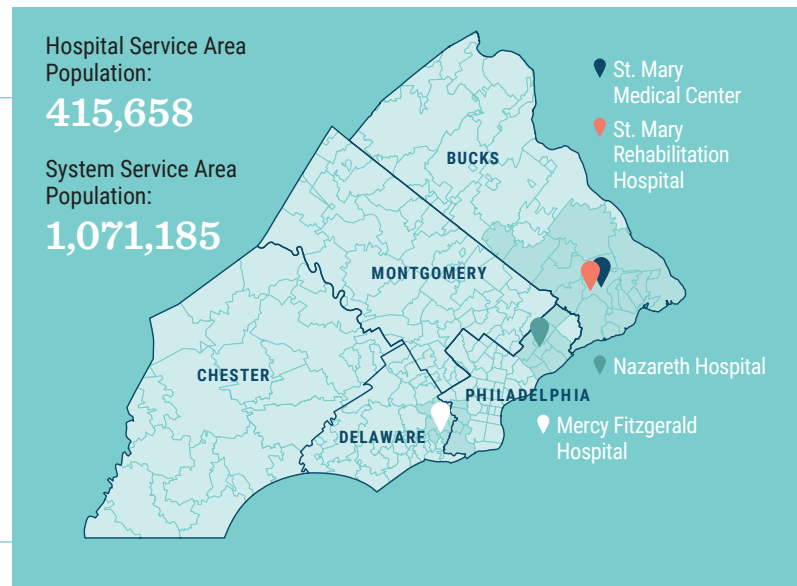 Hospital Service Area
Population:
415,658
System Service Area
Population:
1,071,185
St. Mary
Medical Center
St. Mary
Rehabilitation
Hospital
BUCKS
MONTGOMERY
CHESTER
Nazareth Hospital
PHILADELPHIA
DELAWARE
Mercy Fitzgerald
Hospital